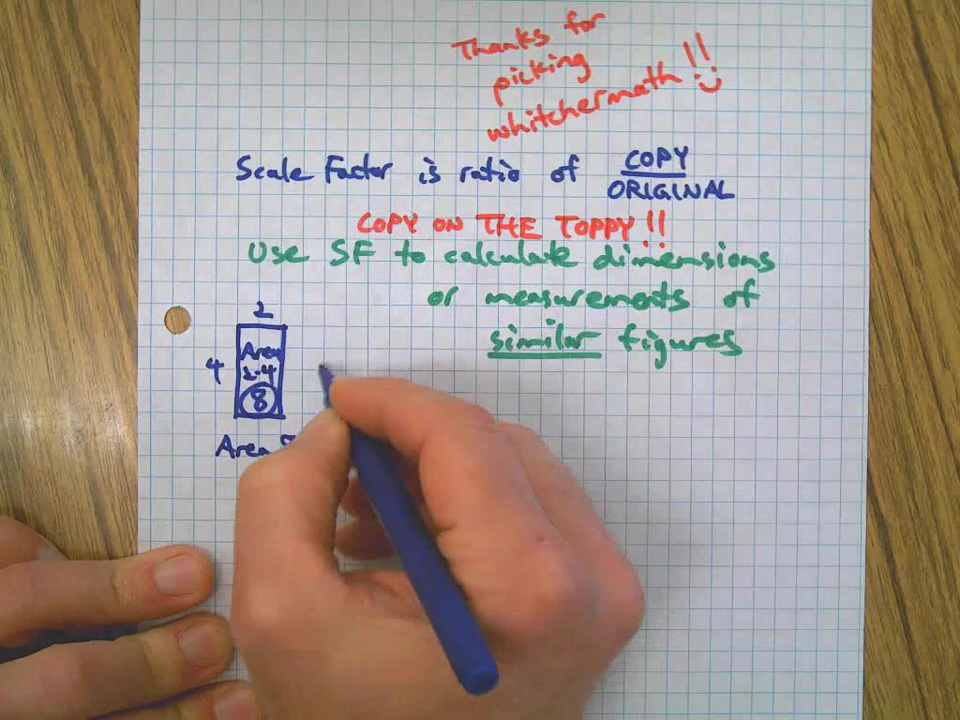 Thanks for
picking
whitchermath!!
Scale Factor is ratio of COPY
ORIGINAL
COPY ON THE TOPPY!!
Use SF to calculate dimensions
or measurements of
similar figures
2
4
Area
2·4
8
Area